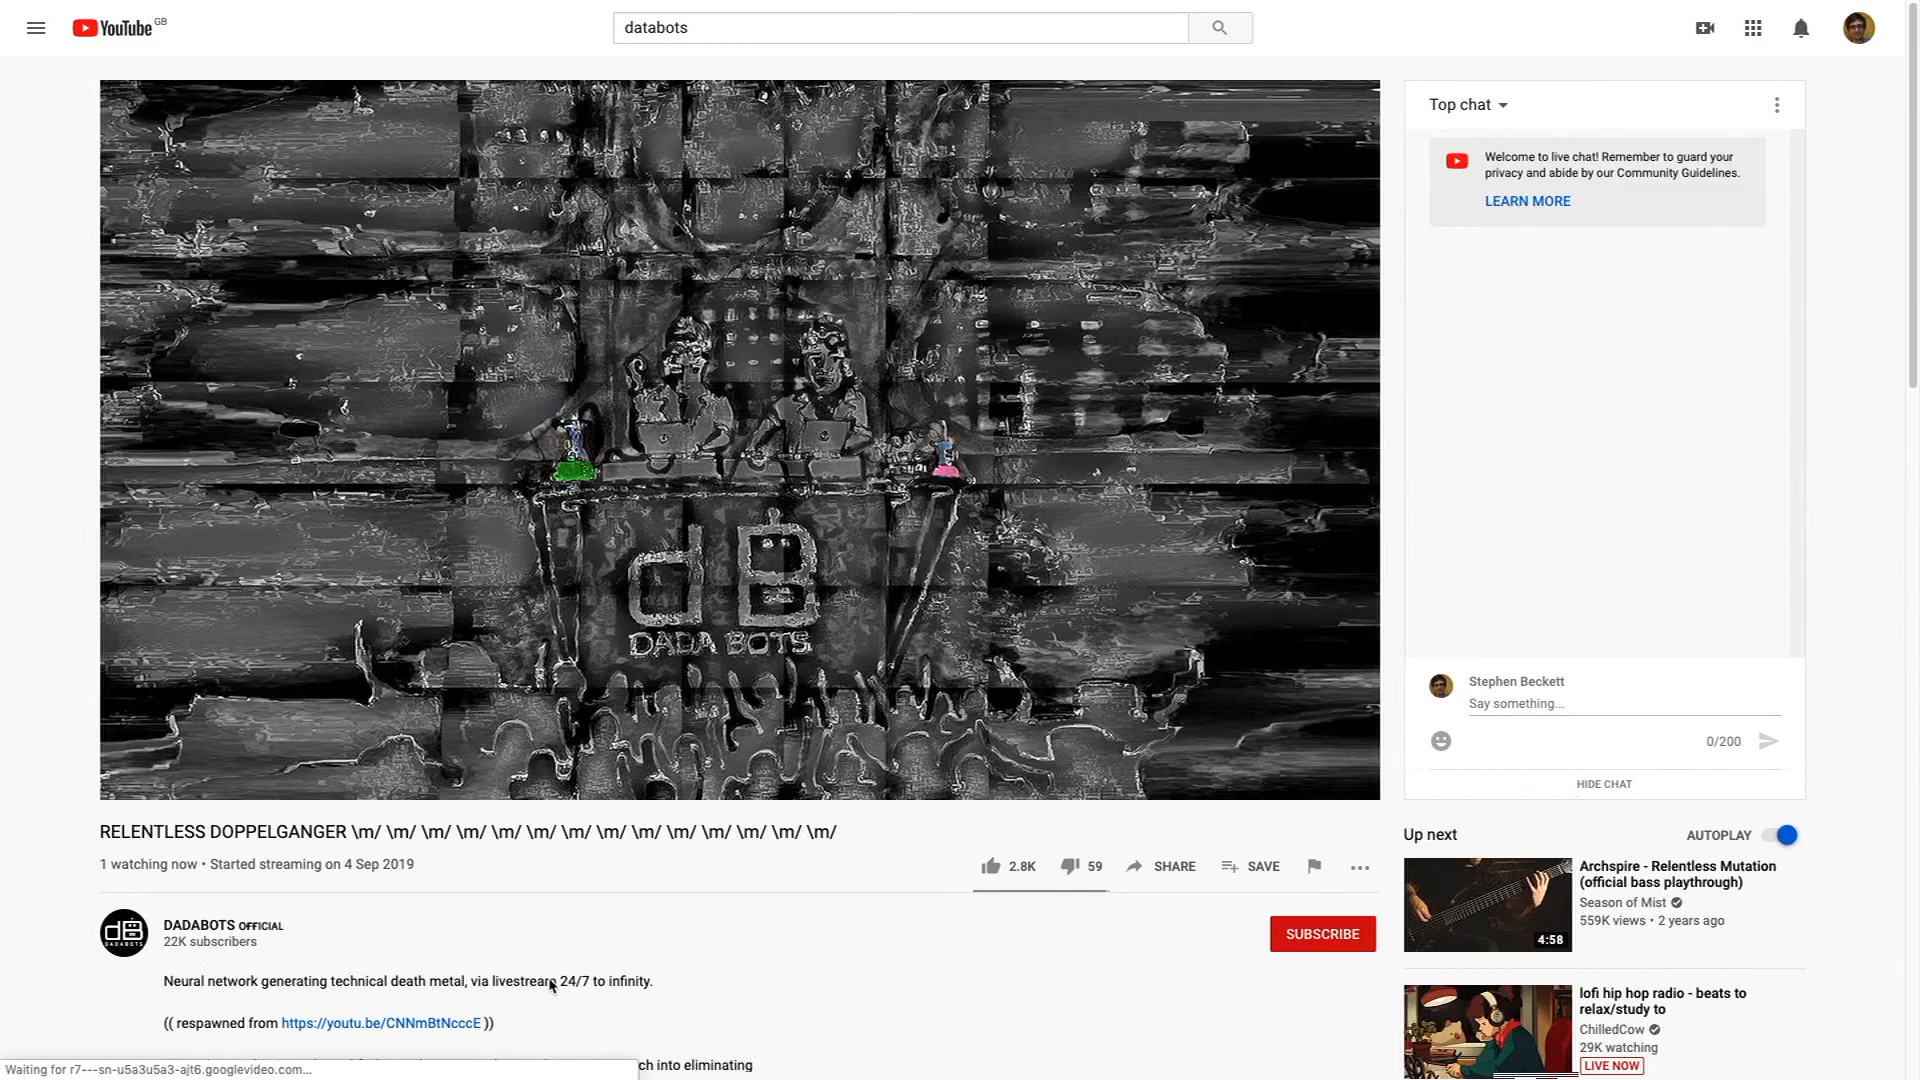 YouTube GB
databots
Top chat
Welcome to live chat! Remember to guard your
privacy and abide by our Community Guidelines.
LEARN MORE
dB
DADA BOTS
Stephen Beckett
Say something...
0/200
HIDE CHAT
RELENTLESS DOPPELGANGER \m/ \m/ \m/ \m/ \m/ \m/ \m/ \m/ \m/ \m/ \m/ \m/ \m/ \m/
1 watching now • Started streaming on 4 Sep 2019
2.8K
59
SHARE
SAVE
Up next
AUTOPLAY
Archspire - Relentless Mutation
(official bass playthrough)
Season of Mist
559K views • 2 years ago
4:58
dB
DADABOTS
DADABOTS OFFICIAL
22K subscribers
SUBSCRIBE
Neural network generating technical death metal, via livestream 24/7 to infinity.
(( respawned from https://youtu.be/CNNmBtNcccE ))
ch into eliminating
lofi hip hop radio - beats to
relax/study to
ChilledCow
29K watching
LIVE NOW
Waiting for r7---sn-u5a3u5a3-ajt6.googlevideo.com...